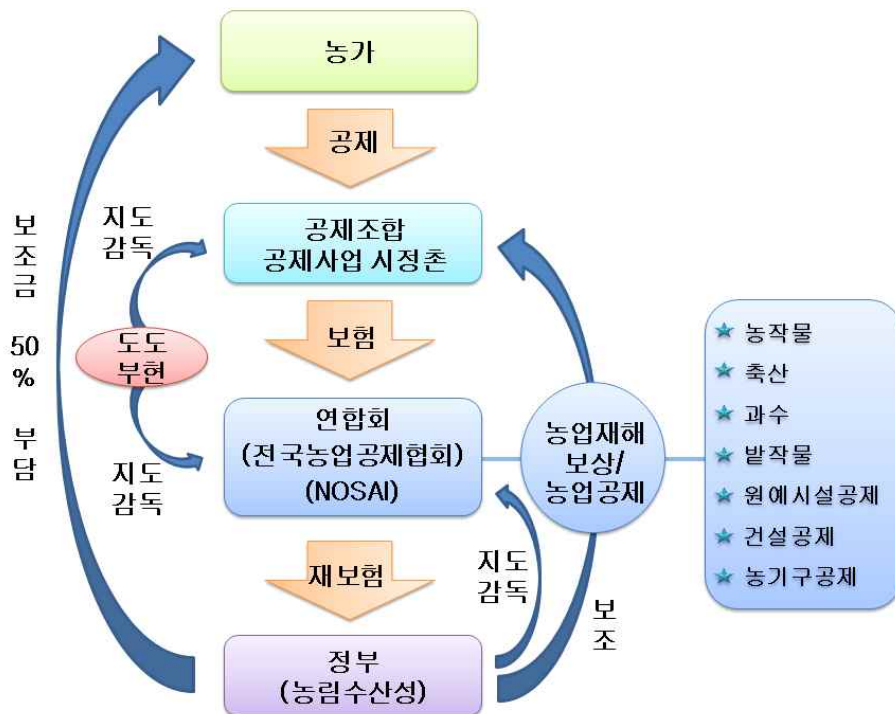 농가
공제
보
조
금
50
%
부
담
지도
감독
공제조합
공제사업 시정촌
도도
부현
보험
지도
감독
연합회
(전국농업공제협회)
(NOSAI)
농업재해
보상/
농업공제
농작물
축산
과수
밭작물
원예시설공제
건설공제
농기구공제
재보험
지도
감독
보
조
정부
(농림수산성)